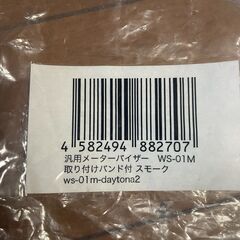 4 582494 882707
汎用メーターバイザー WS-01M
取り付けバンド付 スモーク
ws-01m-daytona2